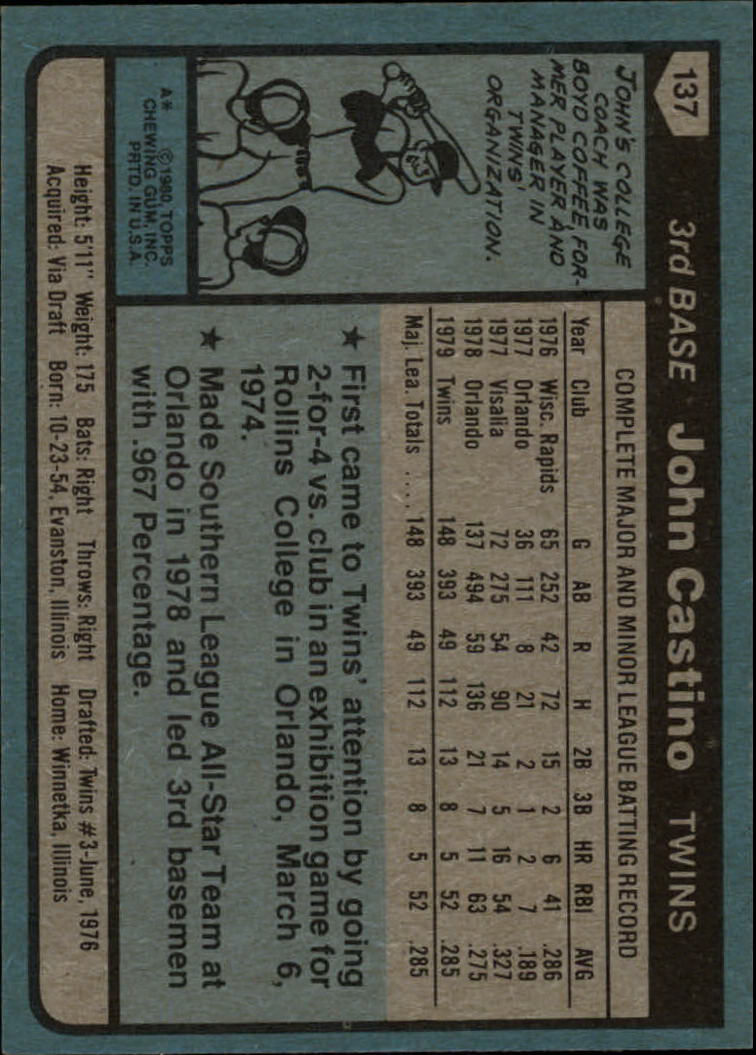 137 3rd BASE John Castino TWINS
JOHN'S COLLEGE
COACH WAS
BOYD COFFEE, FOR-
MER PLAYER AND
MANAGER IN
TWINS'
ORGANIZATION.
A* © 1980, TOPPS
CHEWING GUM, INC.
PRTD. IN U.S.A.
COMPLETE MAJOR AND MINOR LEAGUE BATTING RECORD
Year Club G AB R H 2B 3B HR RBI AVG
1976 Wisc. Rapids 65 252 42 72 15 2 6 41 .286
1977 Orlando 36 111 8 21 2 1 2 7 .189
1977 Visalia 72 275 54 90 14 5 16 54 .327
1978 Orlando 137 494 59 136 21 7 11 63 .275
1979 Twins 148 393 49 112 13 8 5 52 .285
Maj. Lea. Totals .... 148 393 49 112 13 8 5 52 .285
★ First came to Twins' attention by going
2-for-4 vs. club in an exhibition game for
Rollins College in Orlando, March 6,
1974.
★ Made Southern League All-Star Team at
Orlando in 1978 and led 3rd basemen
with .967 Percentage.
Height: 5'11" Weight: 175 Bats: Right Throws: Right Drafted: Twins #3-June, 1976
Acquired: Via Draft Born: 10-23-54, Evanston, Illinois Home: Winnetka, Illinois